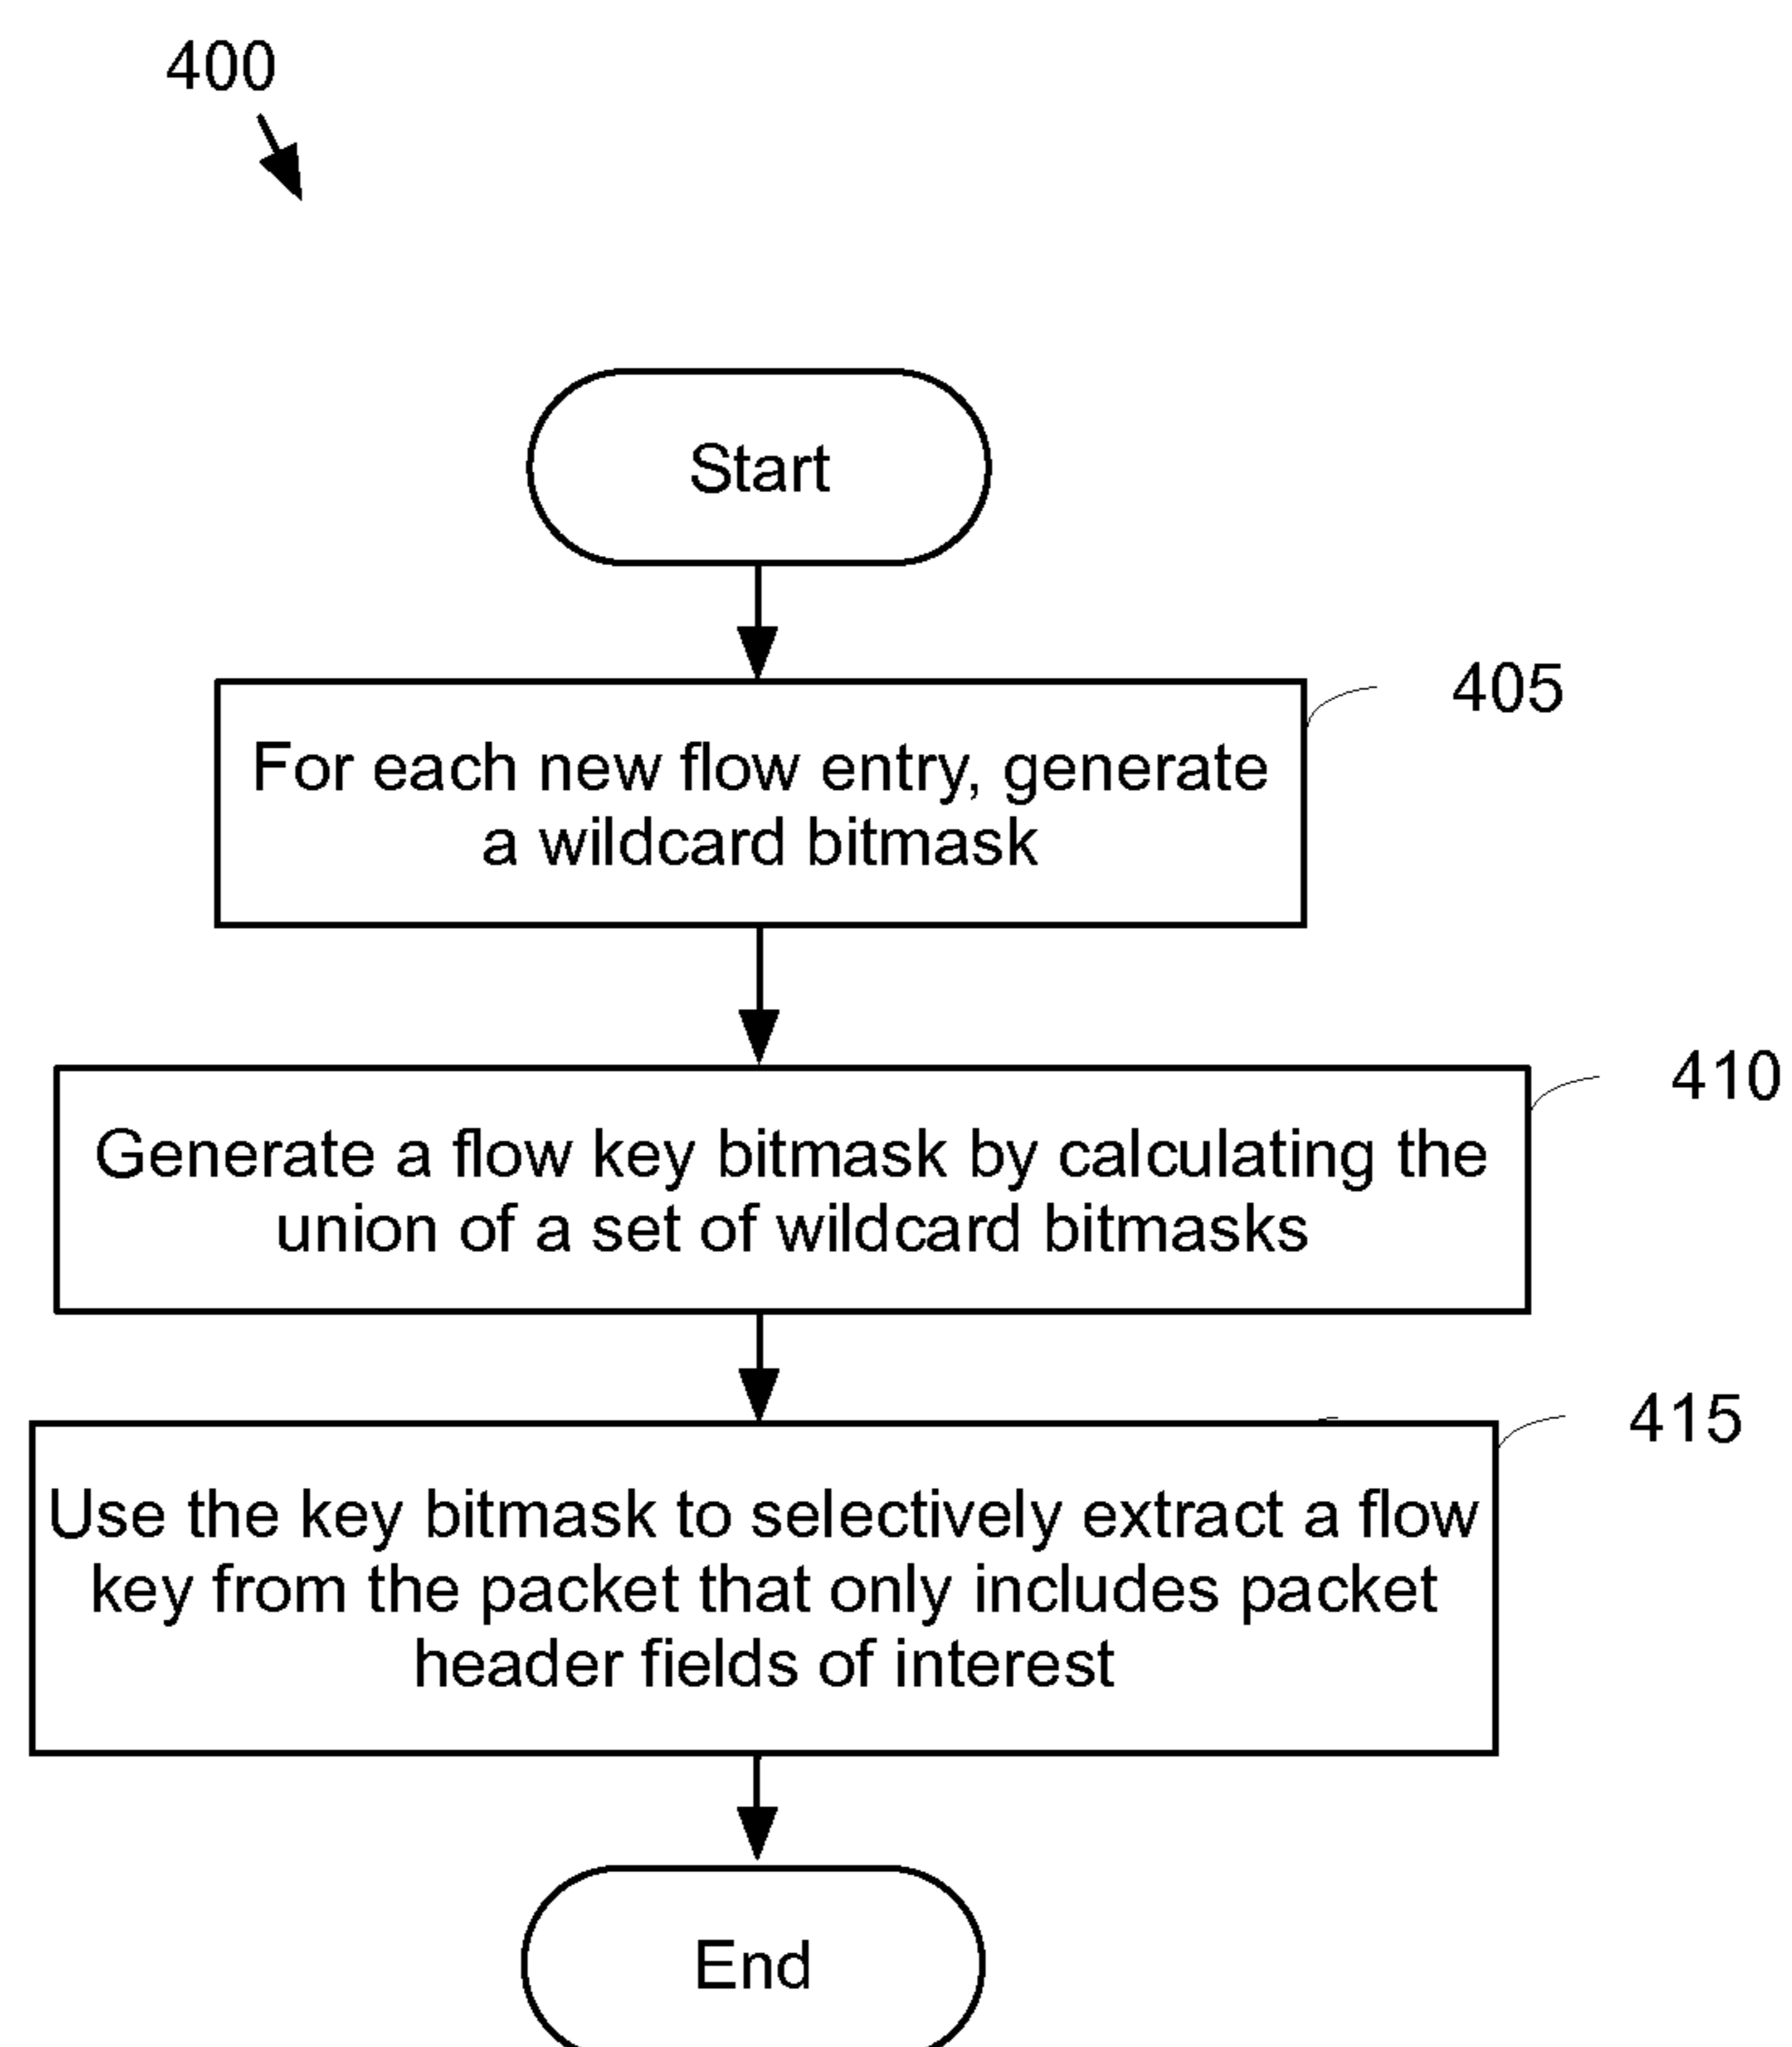 400
Start
405
For each new flow entry, generate
a wildcard bitmask
410
Generate a flow key bitmask by calculating the
union of a set of wildcard bitmasks
415
Use the key bitmask to selectively extract a flow
key from the packet that only includes packet
header fields of interest
End